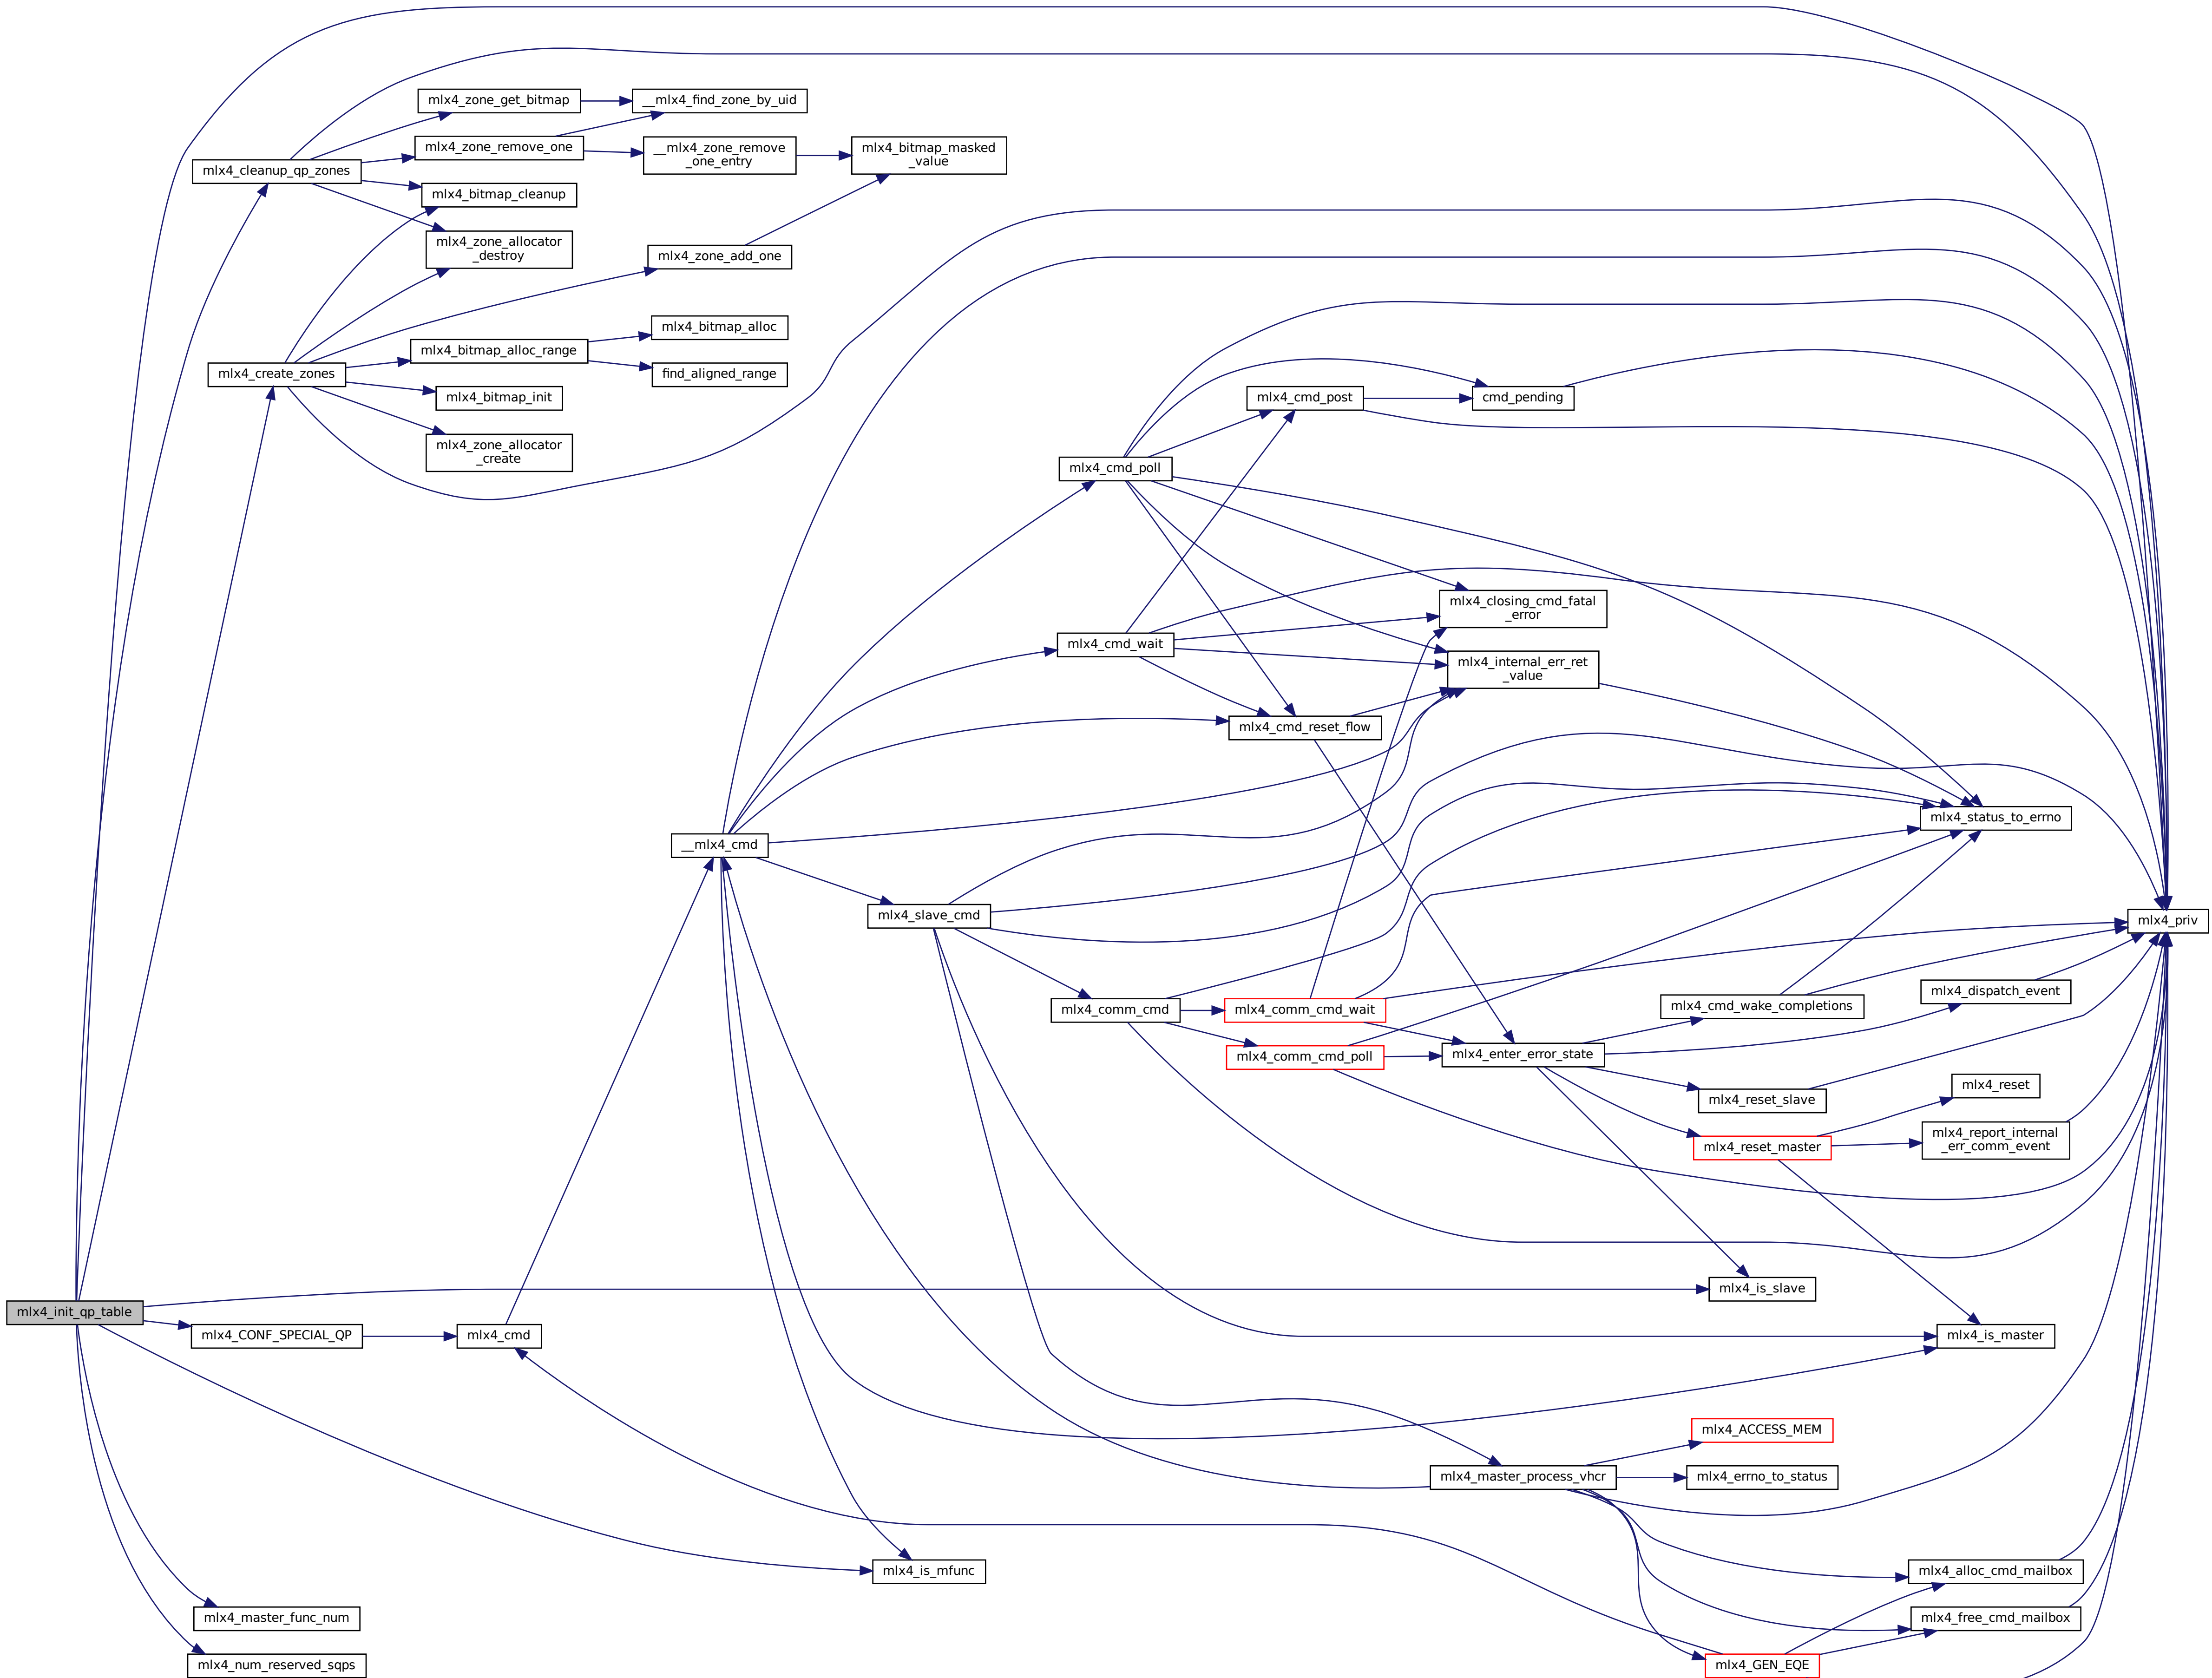 mlx4_zone_get_bitmap
__mlx4_find_zone_by_uid
mlx4_zone_remove_one
__mlx4_zone_remove
_one_entry
mlx4_bitmap_masked
_value
mlx4_cleanup_qp_zones
mlx4_bitmap_cleanup
mlx4_zone_allocator
_destroy
mlx4_zone_add_one
mlx4_bitmap_alloc
mlx4_bitmap_alloc_range
mlx4_create_zones
find_aligned_range
mlx4_bitmap_init
mlx4_cmd_post
cmd_pending
mlx4_zone_allocator
_create
mlx4_cmd_poll
mlx4_closing_cmd_fatal
_error
mlx4_cmd_wait
mlx4_internal_err_ret
_value
mlx4_cmd_reset_flow
mlx4_status_to_errno
__mlx4_cmd
mlx4_slave_cmd
mlx4_priv
mlx4_dispatch_event
mlx4_comm_cmd
mlx4_comm_cmd_wait
mlx4_cmd_wake_completions
mlx4_comm_cmd_poll
mlx4_enter_error_state
mlx4_reset
mlx4_reset_slave
mlx4_report_internal
_err_comm_event
mlx4_reset_master
mlx4_is_slave
mlx4_init_qp_table
mlx4_CONF_SPECIAL_QP
mlx4_cmd
mlx4_is_master
mlx4_ACCESS_MEM
mlx4_master_process_vhcr
mlx4_errno_to_status
mlx4_is_mfunc
mlx4_alloc_cmd_mailbox
mlx4_master_func_num
mlx4_free_cmd_mailbox
mlx4_num_reserved_sqps
mlx4_GEN_EQE